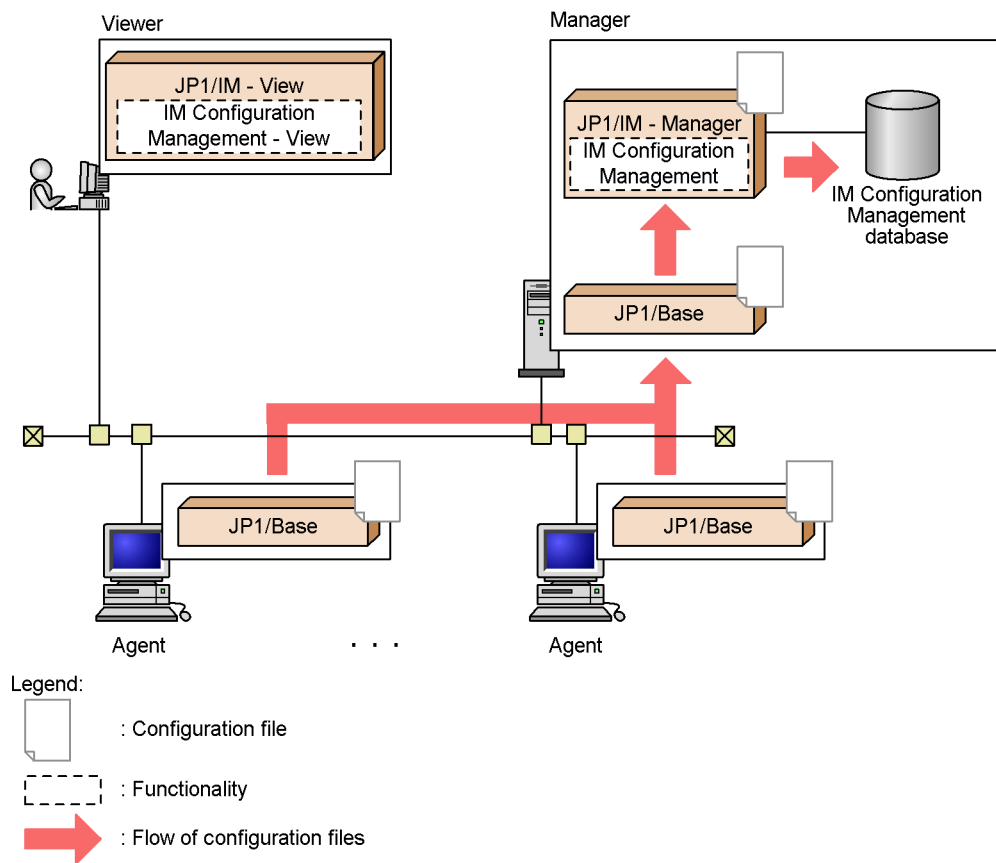 Viewer
JP1/IM - View
IM Configuration
Management - View
Manager
JP1/IM - Manager
IM Configuration
Management
IM Configuration
Management
database
JP1/Base
JP1/Base
JP1/Base
Agent
. . .
Agent
Legend:
: Configuration file
: Functionality
: Flow of configuration files